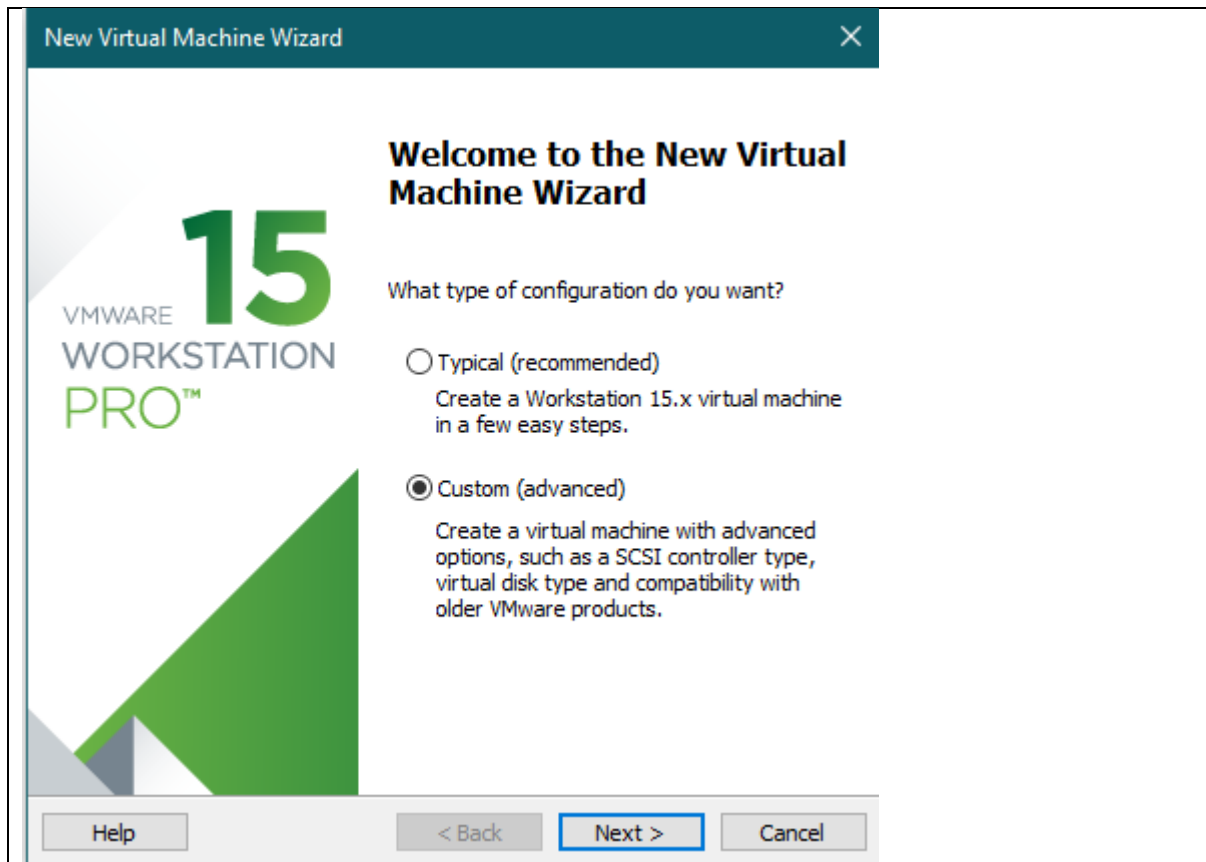 New Virtual Machine Wizard
Welcome to the New Virtual
Machine Wizard
15
VMWARE
WORKSTATION
PRO™
What type of configuration do you want?
Typical (recommended)
Create a Workstation 15.x virtual machine
in a few easy steps.
Custom (advanced)
Create a virtual machine with advanced
options, such as a SCSI controller type,
virtual disk type and compatibility with
older VMware products.
Help
< Back
Next >
Cancel